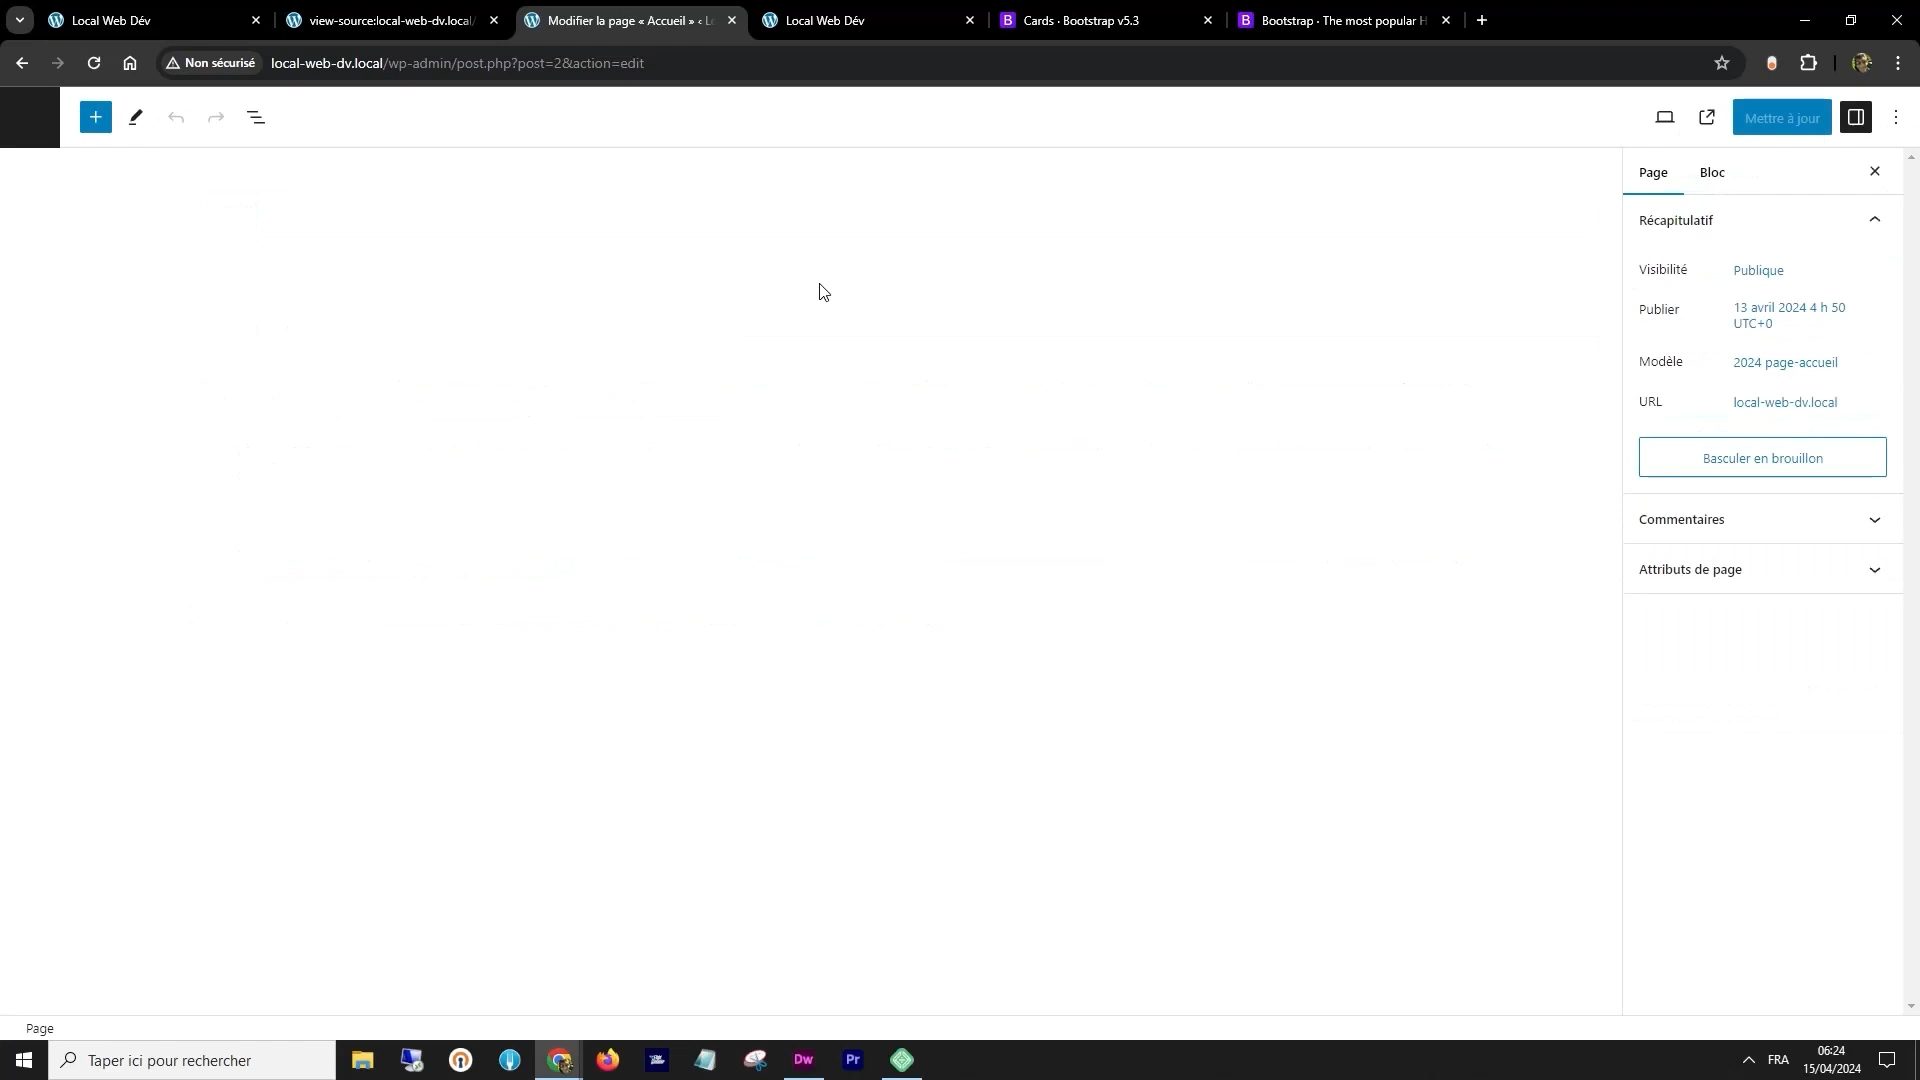 Local Web Dév
view-source:local-web-dv.local/
Modifier la page « Accueil » ‹ Le
Local Web Dév
Cards · Bootstrap v5.3
Bootstrap · The most popular H
Non sécurisé
local-web-dv.local/wp-admin/post.php?post=2&action=edit
Mettre à jour
Page
Bloc
Récapitulatif
Visibilité
Publique
Publier
13 avril 2024 4 h 50
UTC+0
Modèle
2024 page-accueil
URL
local-web-dv.local
Basculer en brouillon
Commentaires
Attributs de page
Page
Taper ici pour rechercher
Dw
Pr
FRA
06:24
15/04/2024